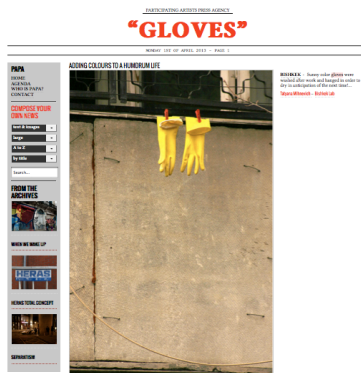 PARTICIPATING ARTISTS PRESS AGENCY
“GLOVES”
MONDAY 1ST OF APRIL 2013 – PAGE 1
PAPA
HOME
AGENDA
WHO IS PAPA?
CONTACT
COMPOSE YOUR
OWN NEWS
text & images
large
A to Z
by title
Search...
FROM THE
ARCHIVES
WHEN WE WAKE UP
HERAS
HERAS TOTAL CONCEPT
SEPARATISM
ADDING COLOURS TO A HUMDRUM LIFE
BISHKEK – Sunny color gloves were
washed after work and hanged in order to
dry in anticipation of the next time!...